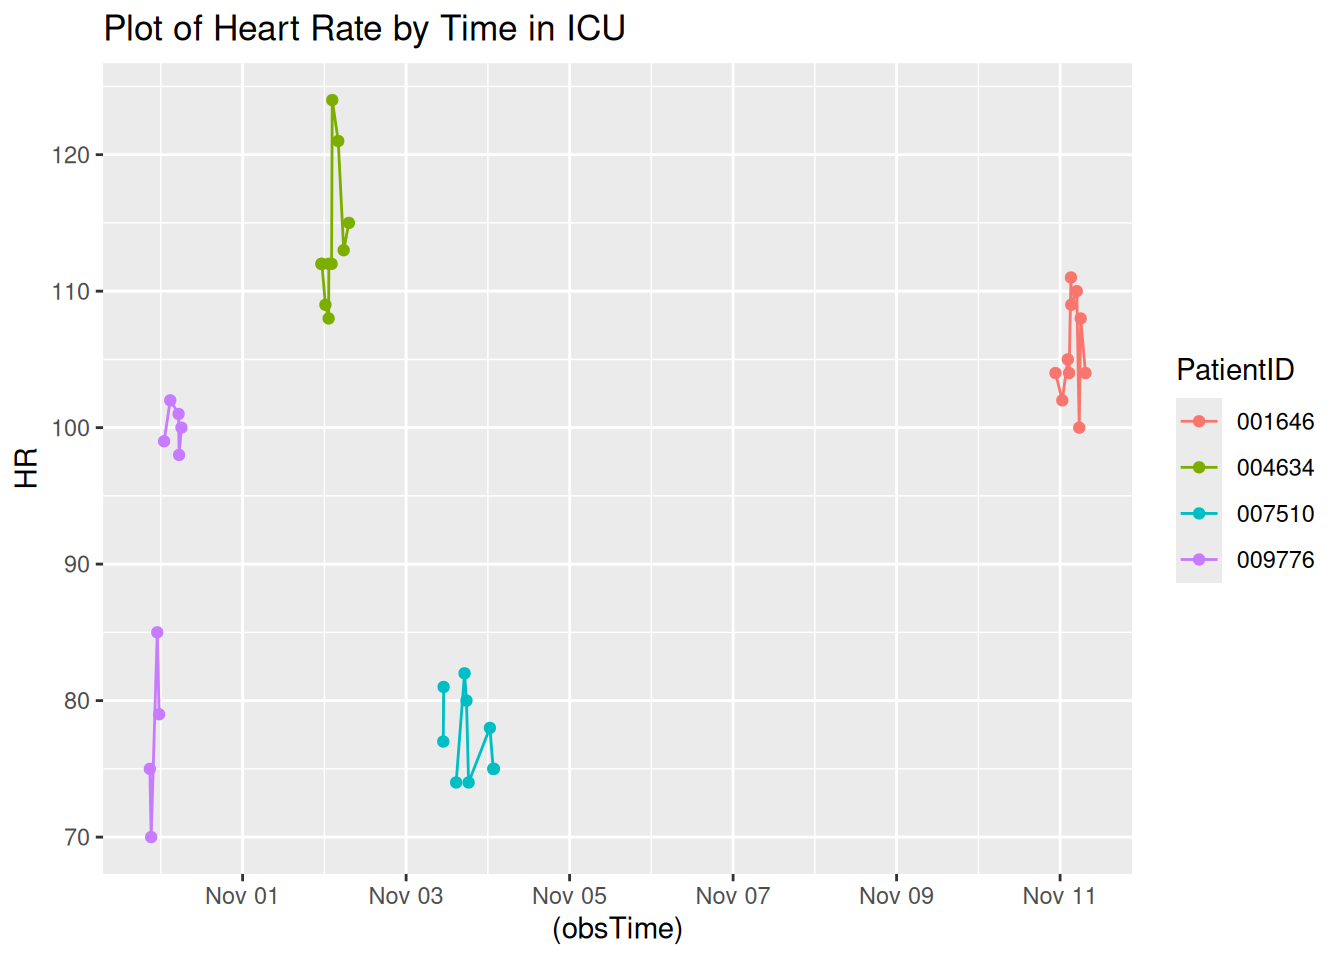 Plot of Heart Rate by Time in ICU
120
110
100
90
80
70
HR
Nov 01 Nov 03 Nov 05 Nov 07 Nov 09 Nov 11
(obsTime)
PatientID
001646
004634
007510
009776